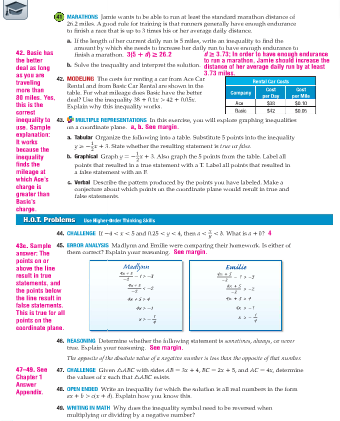 41 MARATHONS Jamie wants to be able to run at least the standard marathon distance of
26.2 miles. A good rule for training is that runners generally have enough endurance
to finish a race that is up to 3 times his or her average daily distance.
a. If the length of her current daily run is 5 miles, write an inequality to find the
amount by which she needs to increase her daily run to have enough endurance to
finish a marathon. 3(5 + d) ≥ 26.2
b. Solve the inequality and interpret the solution.
d ≥ 3.73; In order to have enough endurance
to run a marathon, Jamie should increase the
distance of her average daily run by at least
3.73 miles.
42. Basic has
the better
deal as long
as you are
travelling
more than
20 miles. Yes,
this is the
correct
inequality to
use. Sample
explanation:
It works
because the
inequality
finds the
mileage at
which Ace's
charge is
greater than
Basic's
charge.
42. MODELING The costs for renting a car from Ace Car
Rental and from Basic Car Rental are shown in the
table. For what mileage does Basic have the better
deal? Use the inequality 38 + 0.1x > 42 + 0.05x.
Explain why this inequality works.
Rental Car Costs
Company Cost per Day Cost per Mile
Ace $38 $0.10
Basic $42 $0.05
43. MULTIPLE REPRESENTATIONS In this exercise, you will explore graphing inequalities
on a coordinate plane. a, b, See margin.
a. Tabular Organize the following into a table. Substitute 5 points into the inequality
State whether the resulting statement is true or false.
b. Graphical Graph Also graph the 5 points from the table. Label all
points that resulted in a true statement with a T. Label all points that resulted in
a false statement with an F.
c. Verbal Describe the pattern produced by the points you have labeled. Make a
conjecture about which points on the coordinate plane would result in true and
false statements.
H.O.T. Problems Use Higher-Order Thinking Skills
44. CHALLENGE
What is a + b? 4
43c. Sample
answer: The
points on or
above the line
result in true
statements,
and the
points below
the line result in
false statements.
This is true for all
points on the
coordinate plane.
45. ERROR ANALYSIS Madlynn and Emilie were comparing their homework. Is either of
them correct? Explain your reasoning. See margin.
Madlynn
Emilie
46. REASONING Determine whether the following statement is sometimes, always, or never
true. Explain your reasoning. See margin.
The opposite of the absolute value of a negative number is less than the opposite of that number.
47–49. See
Chapter 1
Answer
Appendix.
47. CHALLENGE Given △ABC with sides AB = 3x + 4, BC = 2x + 5, and AC = 4x, determine
the values of x such that △ABC exists.
48. OPEN ENDED Write an inequality for which the solution is all real numbers in the form
ax + b > c(x + d). Explain how you know this.
49. WRITING IN MATH Why does the inequality symbol need to be reversed when
multiplying or dividing by a negative number?